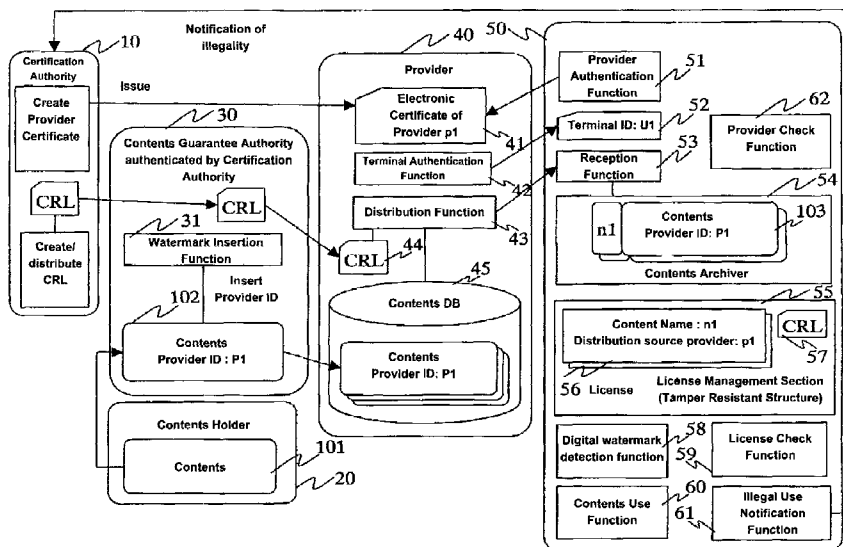 Notification of
illegality
10
Certification
Authority
Create
Provider
Certificate
Issue
CRL
Create/
distribute
CRL
30
Contents Guarantee Authority
authenticated by Certification
Authority
CRL
31
Watermark Insertion
Function
Insert
Provider ID
102
Contents
Provider ID : P1
Contents Holder
Contents
101
20
40
Provider
Electronic
Certificate of
Provider p1
41
Terminal Authentication
Function
42
Distribution Function
43
CRL
44
45
Contents DB
Contents
Provider ID: P1
50
Provider
Authentication
Function
51
Terminal ID: U1
52
Reception
Function
53
62
Provider Check
Function
54
n1
Contents
Provider ID: P1
103
Contents Archiver
55
Content Name : n1
Distribution source provider: p1
CRL
57
56
License
License Management Section
(Tamper Resistant Structure)
Digital watermark
detection function
58
59
License Check
Function
Contents Use
Function
60
61
Illegal Use
Notification
Function